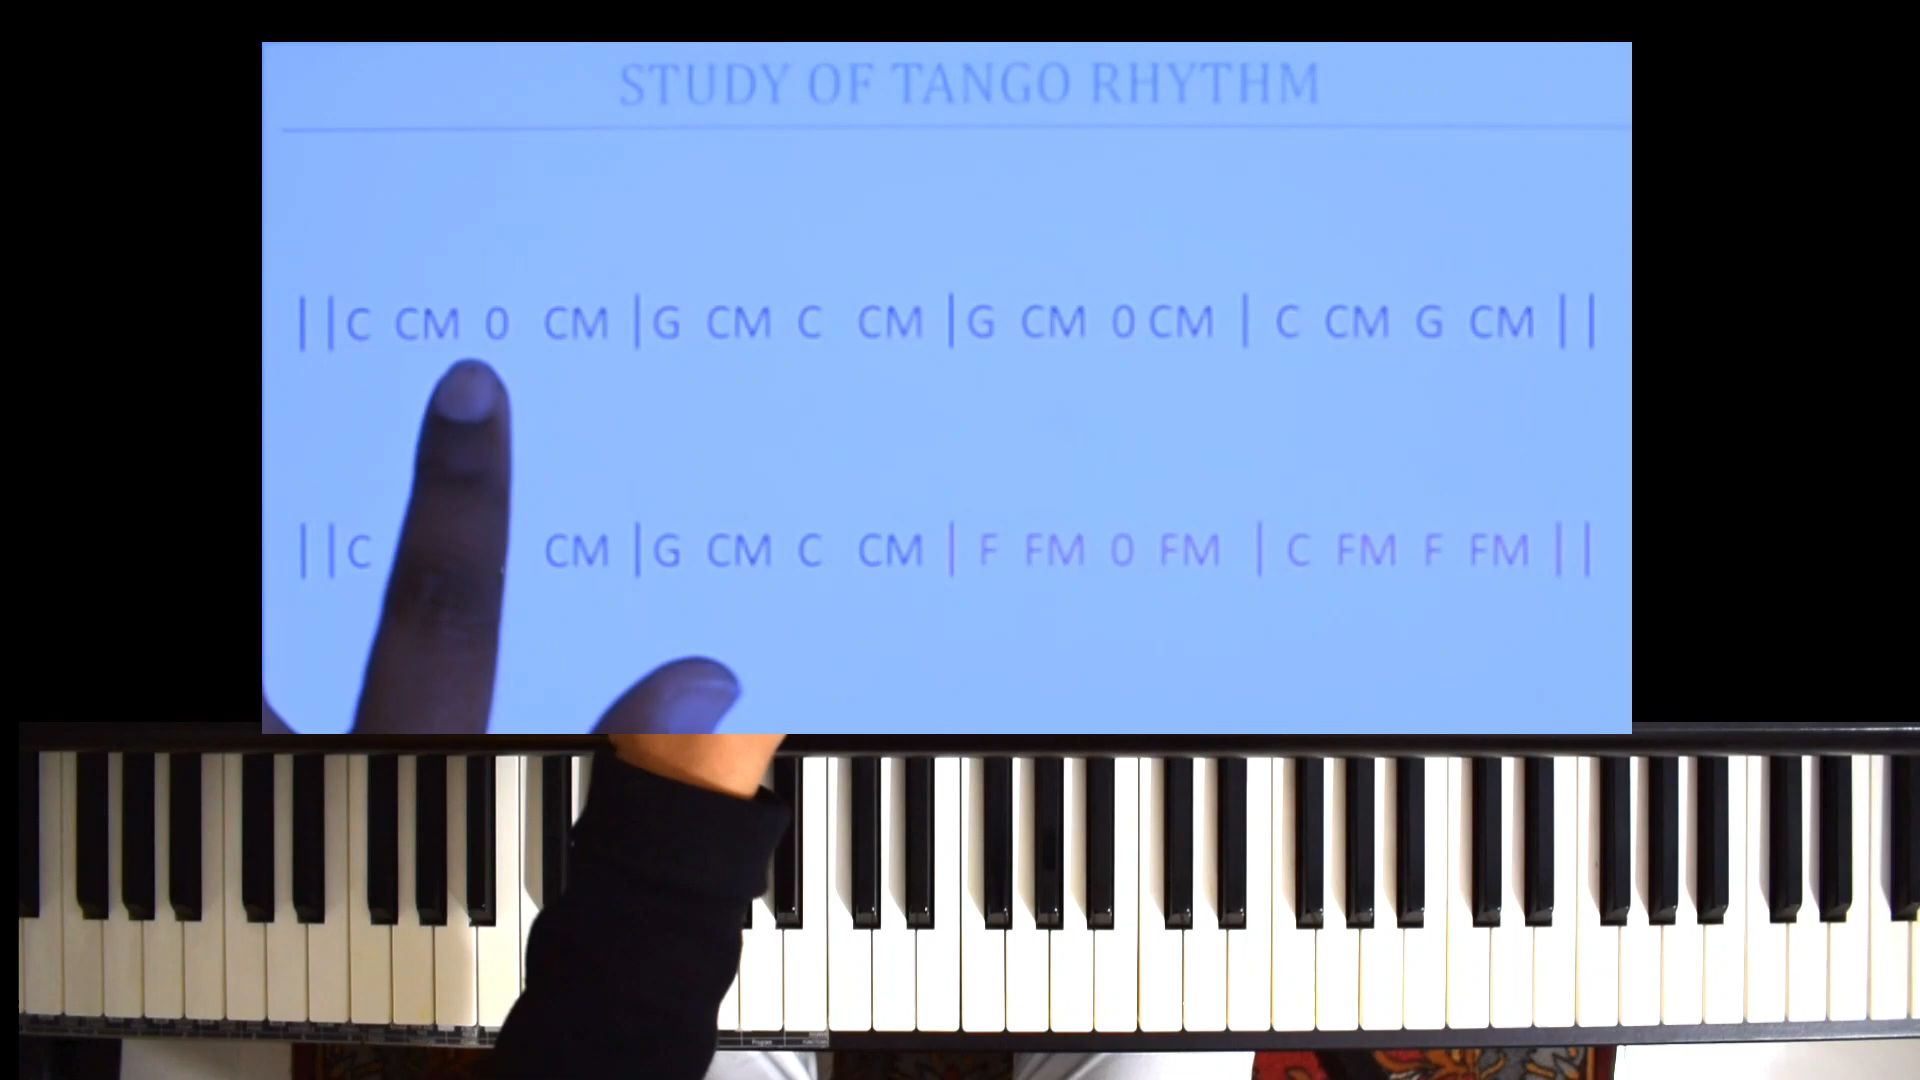 STUDY OF TANGO RHYTHM
||C CM 0 CM |G CM C CM |G CM 0 CM | C CM G CM ||
||C CM |G CM C CM | F FM 0 FM | C FM F FM ||